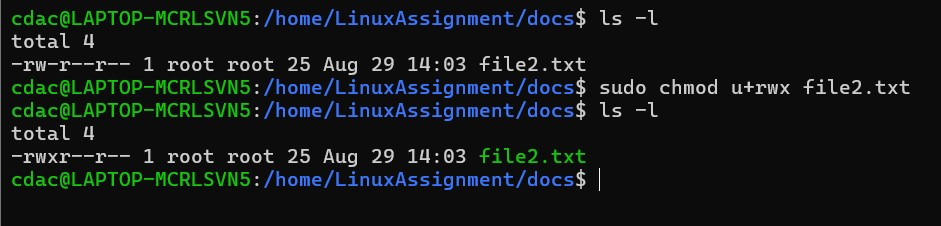 cdac@LAPTOP-MCRLSVN5:/home/LinuxAssignment/docs$ ls -l
total 4
-rw-r--r-- 1 root root 25 Aug 29 14:03 file2.txt
cdac@LAPTOP-MCRLSVN5:/home/LinuxAssignment/docs$ sudo chmod u+rwx file2.txt
cdac@LAPTOP-MCRLSVN5:/home/LinuxAssignment/docs$ ls -l
total 4
-rwxr--r-- 1 root root 25 Aug 29 14:03 file2.txt
cdac@LAPTOP-MCRLSVN5:/home/LinuxAssignment/docs$